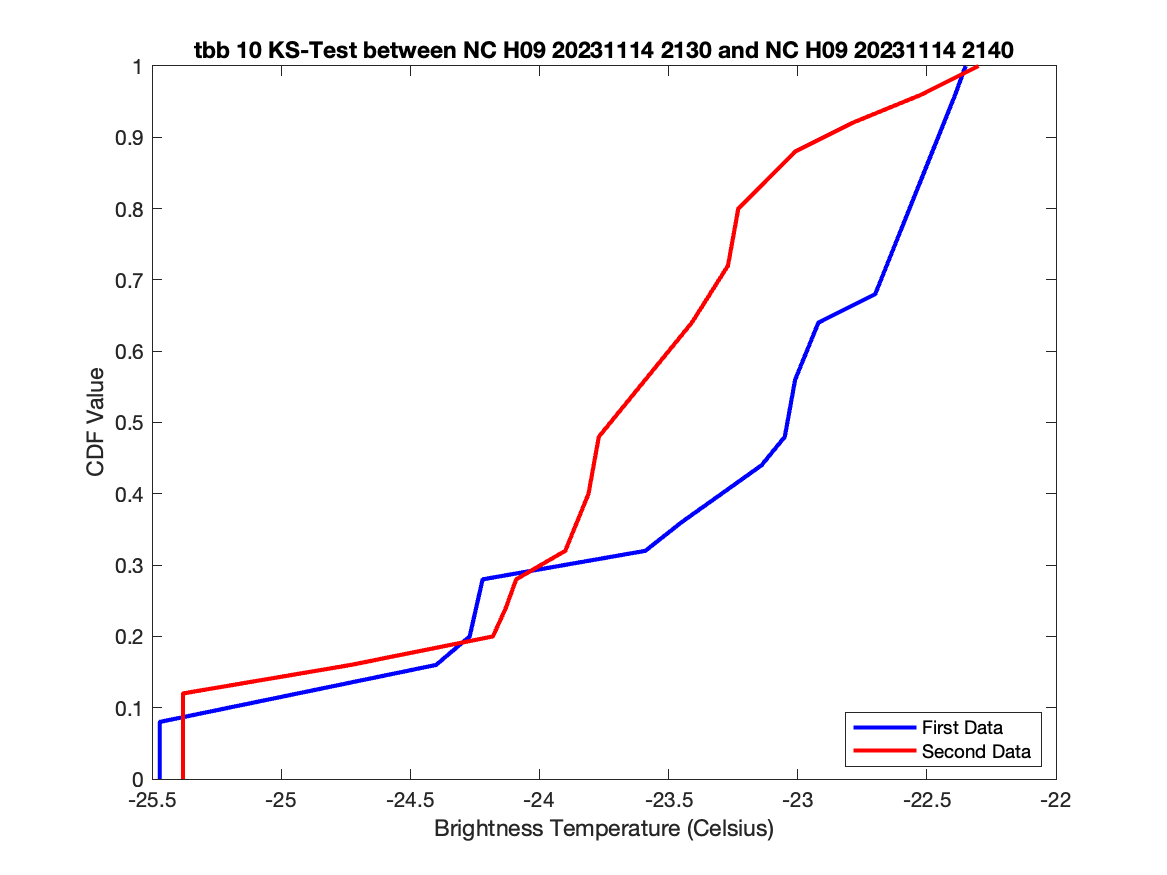 tbb 10 KS-Test between NC H09 20231114 2130 and NC H09 20231114 2140
1
0.9
0.8
0.7
0.6
0.5
0.4
0.3
0.2
0.1
0
CDF Value
First Data
Second Data
-25.5 -25 -24.5 -24 -23.5 -23 -22.5 -22
Brightness Temperature (Celsius)